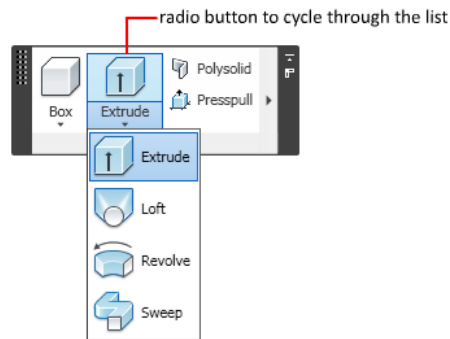 radio button to cycle through the list
Polysolid
Presspull
Box
Extrude
Extrude
Loft
Revolve
Sweep